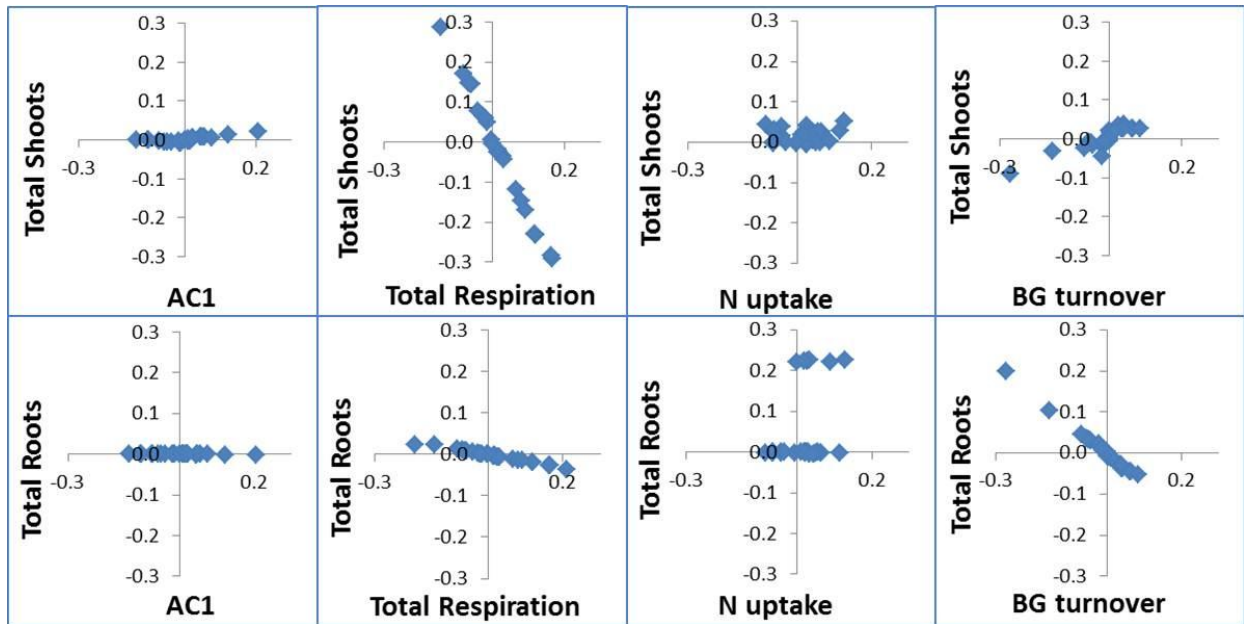 0.3 0.3 0.3 0.3
0.2 0.2 0.2 0.2
0.1 0.1 0.1 0.1
0.0 0.0 0.0 0.0
-0.3 0.2 -0.3 0.2 -0.3 0.2 -0.3 0.2
-0.1 -0.1 -0.1 -0.1
-0.2 -0.2 -0.2 -0.2
-0.3 -0.3 -0.3 -0.3
Total Shoots Total Shoots Total Shoots Total Shoots
AC1 Total Respiration N uptake BG turnover
0.3 0.3 0.3 0.3
0.2 0.2 0.2 0.2
0.1 0.1 0.1 0.1
0.0 0.0 0.0 0.0
-0.3 0.2 -0.3 0.2 -0.3 0.2 -0.3 0.2
-0.1 -0.1 -0.1 -0.1
-0.2 -0.2 -0.2 -0.2
-0.3 -0.3 -0.3 -0.3
Total Roots Total Roots Total Roots Total Roots
AC1 Total Respiration N uptake BG turnover